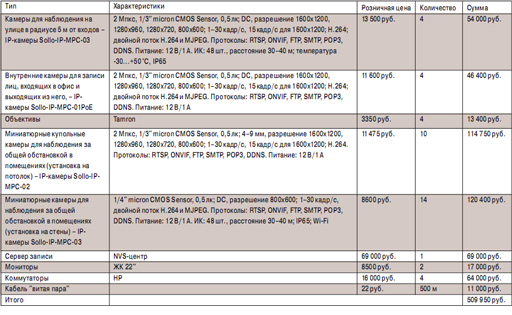 Тип Характеристики Розничная цена Количество Сумма
Камеры для наблюдения на улице в радиусе 5 м от входов – IP-камеры Sollo-IP-MPC-03 2 Мпкс, 1/3" micron CMOS Sensor, 0,5 лк; DC, разрешение 1600x1200, 1280x960, 1280x720, 800x600; 1–30 кадр/с, 15 кадр/с для 1600x1200; H.264; двойной поток H.264 и MJPEG. Протоколы: RTSP, ONVIF, FTP, SMTP, POP3, DDNS. Питание: 12 В/1 А. ИК: 48 шт., расстояние 30–40 м; температура -30...+50°C, IP65 13 500 руб. 4 54 000 руб.
Внутренние камеры для записи лиц, входящих в офис и выходящих из него, – IP-камеры Sollo-IP-MPC-01PoE 2 Мпкс, 1/3" micron CMOS Sensor, 0,5 лк; DC, разрешение 1600x1200, 1280x960, 1280x720, 800x600; 1–30 кадр/с, 15 кадр/с для 1600x1200; H.264; двойной поток H.264 и MJPEG. Протоколы: RTSP, ONVIF, FTP, SMTP, POP3, DDNS. Питание: 12 В/1 А 11 600 руб. 4 46 400 руб.
Объективы Tamron 3350 руб. 4 13 400 руб.
Миниатюрные купольные камеры для наблюдения за общей обстановкой в помещениях (установка на потолок) – IP-камеры Sollo-IP-MPC-02 2 Мпкс, 1/3" micron CMOS Sensor, 0,5 лк; 4–9 мм, разрешение 1600x1200, 1280x960, 1280x720, 800x600; 1–30 кадр/с, 15 кадр/с для 1600x1200; H.264. Протоколы: RTSP, ONVIF, FTP, SMTP, POP3, DDNS. Питание: 12 В/1 А 11 475 руб. 10 114 750 руб.
Миниатюрные камеры для наблюдения за общей обстановкой в помещениях (установка на стены) – IP-камеры Sollo-IP-MPC-03 1/4" micron CMOS Sensor, 0,5 лк; DC, разрешение 800x600; 1–30 кадр/с, двойной поток H.264 и MJPEG. Протоколы: RTSP, ONVIF, FTP, SMTP, POP3, DDNS. Питание: 12 В/1 А. ИК: 48 шт., расстояние 30–40 м; IP65; Wi-Fi 8600 руб. 14 120 400 руб.
Сервер записи NVS-центр 69 000 руб. 1 69 000 руб.
Мониторы ЖК 22" 8500 руб. 2 17 000 руб.
Коммутаторы HP 16 000 руб. 4 64 000 руб.
Кабель "витая пара" 22 руб. 500 м 11 000 руб.
Итого 509 950 руб.